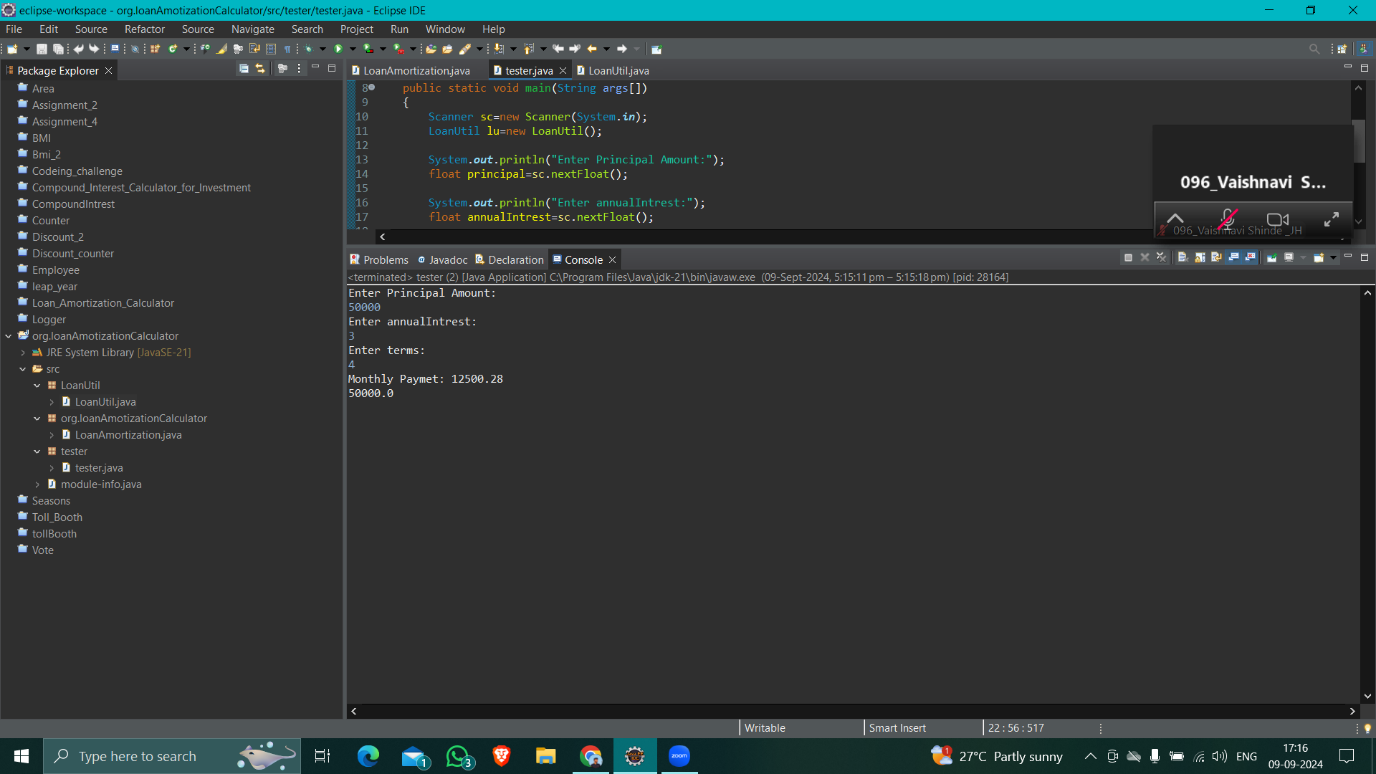 eclipse-workspace - org.loanAmotizationCalculator/src/tester/tester.java - Eclipse IDE
File Edit Source Refactor Source Navigate Search Project Run Window Help
Package Explorer
Area
Assignment_2
Assignment_4
BMI
Bmi_2
Codeing_challenge
Compound_Interest_Calculator_for_Investment
CompoundIntrest
Counter
Discount_2
Discount_counter
Employee
leap_year
Loan_Amortization_Calculator
Logger
org.loanAmotizationCalculator
JRE System Library [JavaSE-21]
src
LoanUtil
LoanUtil.java
org.loanAmotizationCalculator
LoanAmortization.java
tester
tester.java
module-info.java
Seasons
Toll_Booth
tollBooth
Vote
LoanAmortization.java tester.java LoanUtil.java
8 public static void main(String args[])
9 {
10 Scanner sc=new Scanner(System.in);
11 LoanUtil lu=new LoanUtil();
12
13 System.out.println("Enter Principal Amount:");
14 float principal=sc.nextFloat();
15
16 System.out.println("Enter annualIntrest:");
17 float annualIntrest=sc.nextFloat();
096_Vaishnavi S...
096_Vaishnavi Shinde _JH
Problems Javadoc Declaration Console
<terminated> tester (2) [Java Application] C:\Program Files\Java\jdk-21\bin\javaw.exe (09-Sept-2024, 5:15:11 pm – 5:15:18 pm) [pid: 28164]
Enter Principal Amount:
50000
Enter annualIntrest:
3
Enter terms:
4
Monthly Paymet: 12500.28
50000.0
Writable Smart Insert 22 : 56 : 517
Type here to search
1
3
zoom
1
27°C Partly sunny
ENG
17:16
09-09-2024